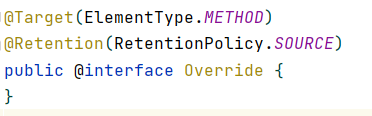 @Target(ElementType.METHOD)
@Retention(RetentionPolicy.SOURCE)
public @interface Override {
}